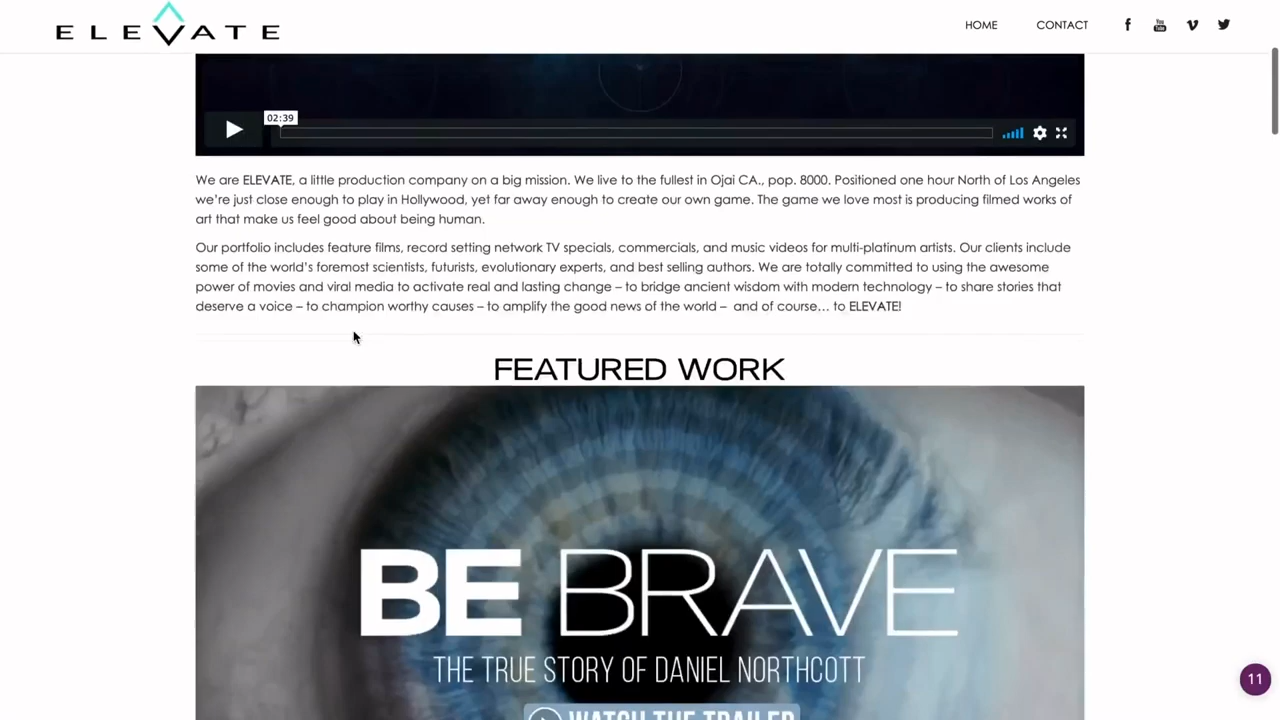 ELEVATE
HOME
CONTACT
02:39
We are ELEVATE, a little production company on a big mission. We live to the fullest in Ojai CA., pop. 8000. Positioned one hour North of Los Angeles
we’re just close enough to play in Hollywood, yet far away enough to create our own game. The game we love most is producing filmed works of
art that make us feel good about being human.
Our portfolio includes feature films, record setting network TV specials, commercials, and music videos for multi-platinum artists. Our clients include
some of the world’s foremost scientists, futurists, evolutionary experts, and best selling authors. We are totally committed to using the awesome
power of movies and viral media to activate real and lasting change – to bridge ancient wisdom with modern technology – to share stories that
deserve a voice – to champion worthy causes – to amplify the good news of the world – and of course… to ELEVATE!
FEATURED WORK
BE BRAVE
THE TRUE STORY OF DANIEL NORTHCOTT
WATCH THE TRAILER
11